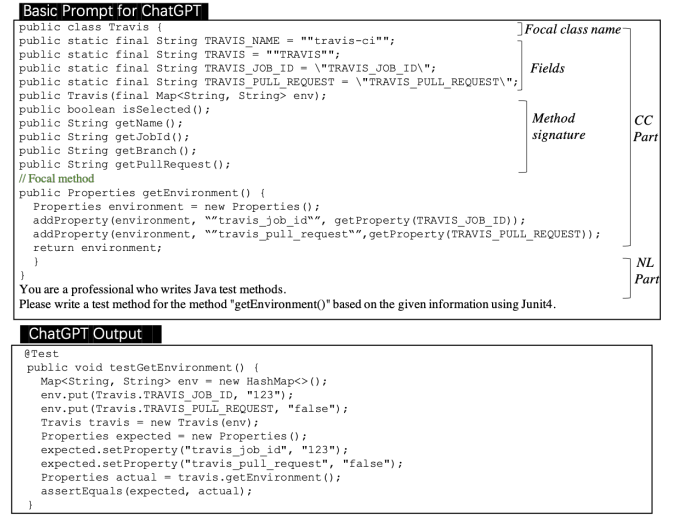 Basic Prompt for ChatGPT
public class Travis { Focal class name
public static final String TRAVIS_NAME = ""travis-ci"";
public static final String TRAVIS = ""TRAVIS"";
public static final String TRAVIS_JOB_ID = \"TRAVIS_JOB_ID\"; Fields
public static final String TRAVIS_PULL_REQUEST = \"TRAVIS_PULL_REQUEST\";
public Travis(final Map<String, String> env);
public boolean isSelected();
public String getName(); Method CC
public String getJobId(); signature Part
public String getBranch();
public String getPullRequest();
// Focal method
public Properties getEnvironment() {
Properties environment = new Properties();
addProperty(environment, “”travis_job_id“”, getProperty(TRAVIS_JOB_ID));
addProperty(environment, “”travis_pull_request“”,getProperty(TRAVIS_PULL_REQUEST));
return environment;
}
} NL
You are a professional who writes Java test methods. Part
Please write a test method for the method "getEnvironment()" based on the given information using Junit4.
ChatGPT Output
@Test
public void testGetEnvironment() {
Map<String, String> env = new HashMap<>();
env.put(Travis.TRAVIS_JOB_ID, "123");
env.put(Travis.TRAVIS_PULL_REQUEST, "false");
Travis travis = new Travis(env);
Properties expected = new Properties();
expected.setProperty("travis_job_id", "123");
expected.setProperty("travis_pull_request", "false");
Properties actual = travis.getEnvironment();
assertEquals(expected, actual);
}